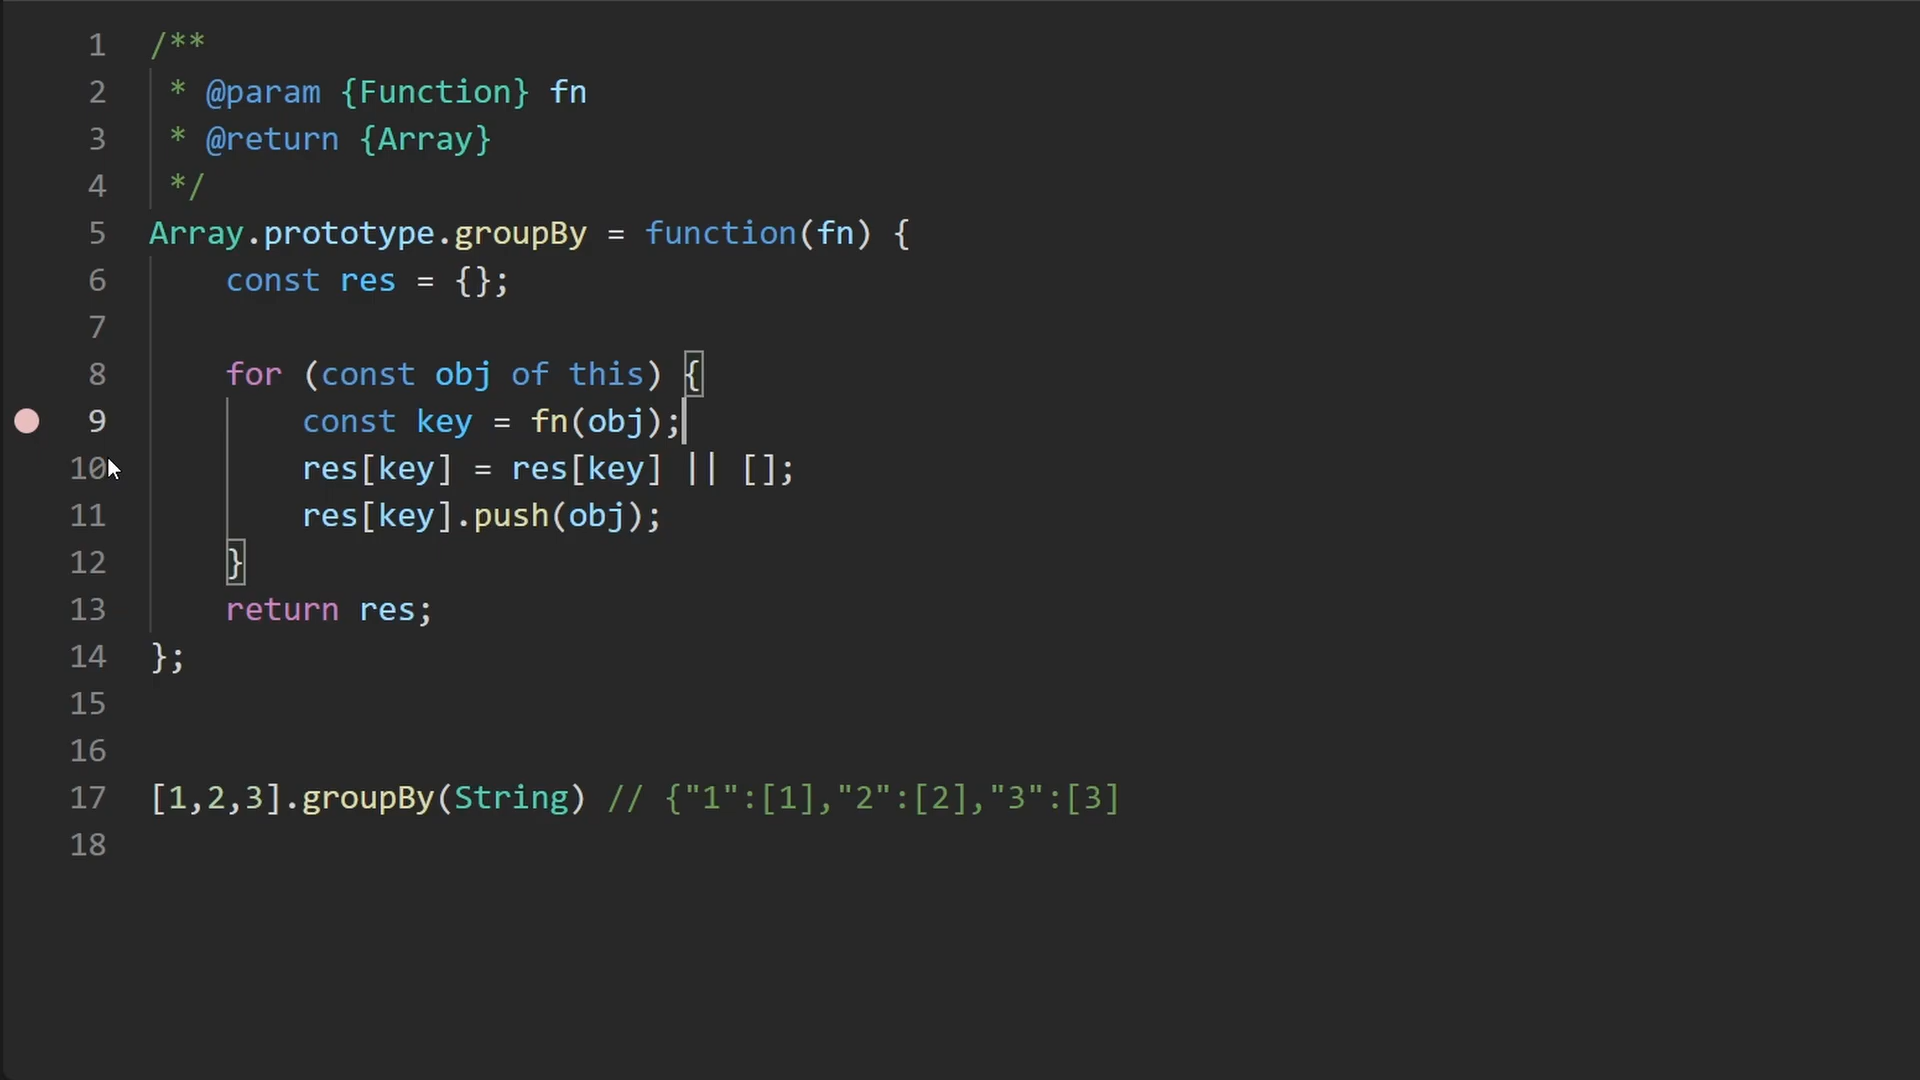 1 /**
2  * @param {Function} fn
3  * @return {Array}
4  */
5 Array.prototype.groupBy = function(fn) {
6     const res = {};
7
8     for (const obj of this) {
9         const key = fn(obj);
10         res[key] = res[key] || [];
11         res[key].push(obj);
12     }
13     return res;
14 };
15
16
17 [1,2,3].groupBy(String) // {"1":[1],"2":[2],"3":[3]
18